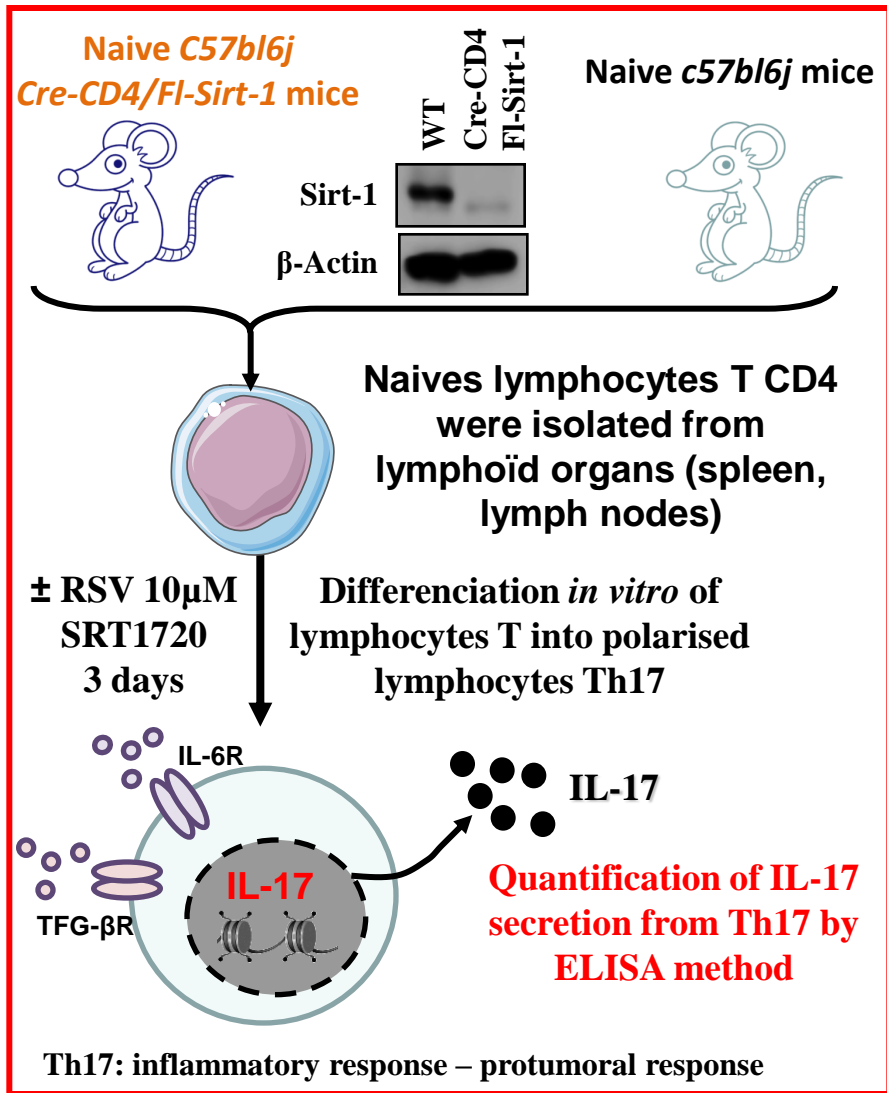 Naive C57bl6j
Cre-CD4/Fl-Sirt-1 mice
WT
Cre-CD4
Fl-Sirt-1
Naive c57bl6j mice
Sirt-1
β-Actin
Naives lymphocytes T CD4
were isolated from
lymphoïd organs (spleen,
lymph nodes)
± RSV 10µM
SRT1720
3 days
Differenciation in vitro of
lymphocytes T into polarised
lymphocytes Th17
IL-6R
TFG-βR
IL-17
IL-17
Quantification of IL-17
secretion from Th17 by
ELISA method
Th17: inflammatory response – protumoral response